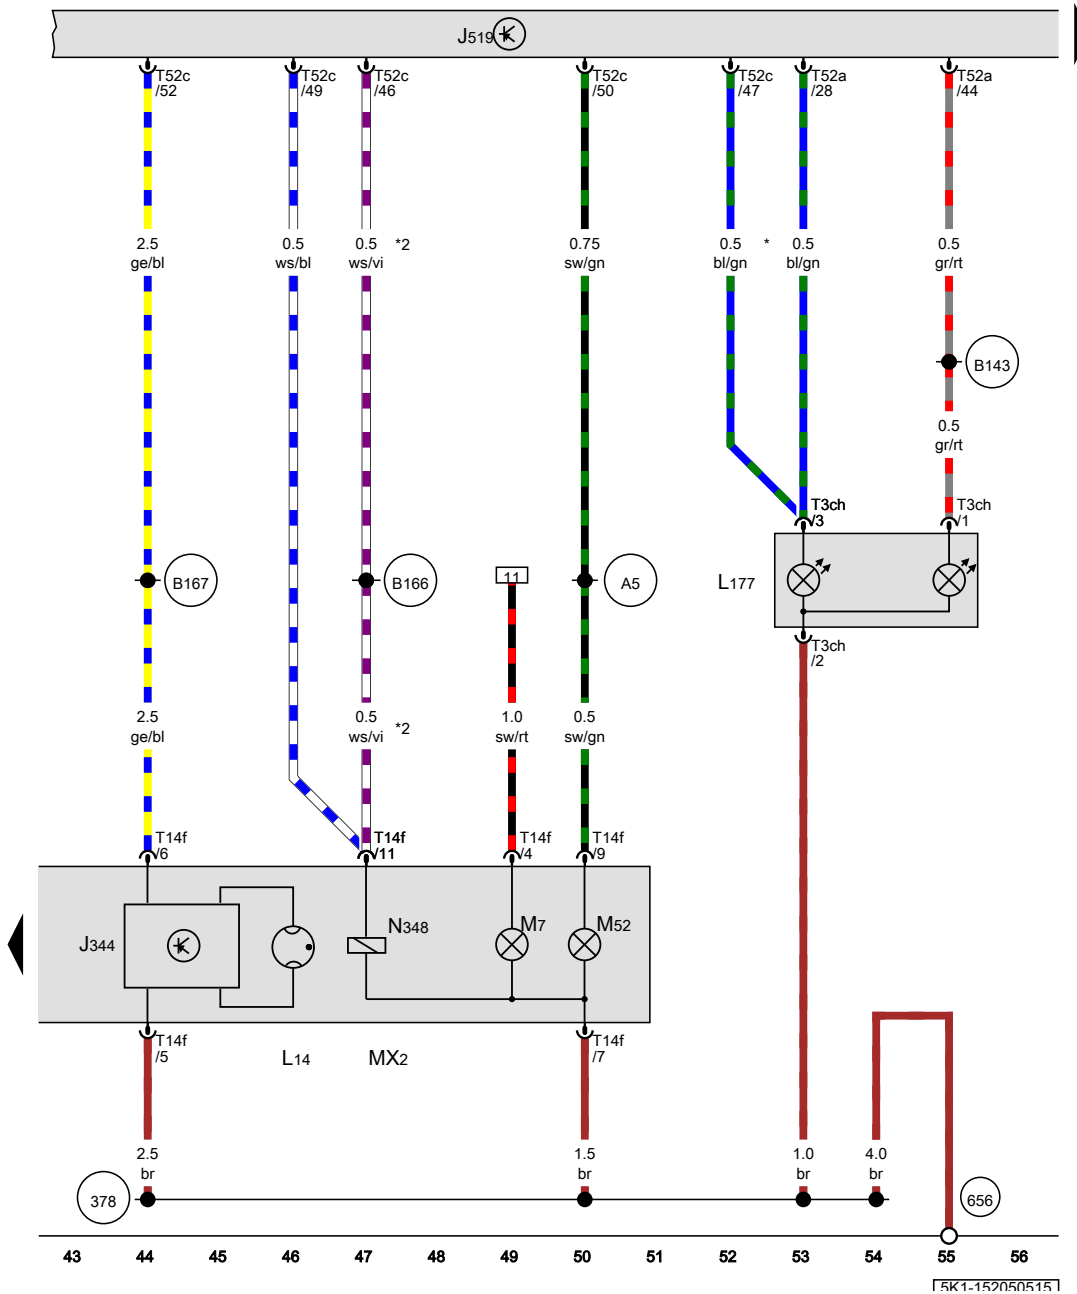 J519
T52c
/52
T52c
/49
T52c
/46
T52c
/50
T52c
/47
T52a
/28
T52a
/44
2.5
ge/bl
0.5
ws/bl
0.5
ws/vi
*2
0.75
sw/gn
0.5
bl/gn
*
0.5
bl/gn
0.5
gr/rt
B143
0.5
gr/rt
T3ch
/3
T3ch
/1
B167
B166
11
A5
L177
T3ch
/2
2.5
ge/bl
0.5
ws/vi
*2
1.0
sw/rt
0.5
sw/gn
T14f
/6
T14f
/11
T14f
/4
T14f
/9
J344
N348
M7
M52
T14f
/5
L14
MX2
T14f
/7
2.5
br
1.5
br
1.0
br
4.0
br
378
656
43 44 45 46 47 48 49 50 51 52 53 54 55 56
5K1-152050515